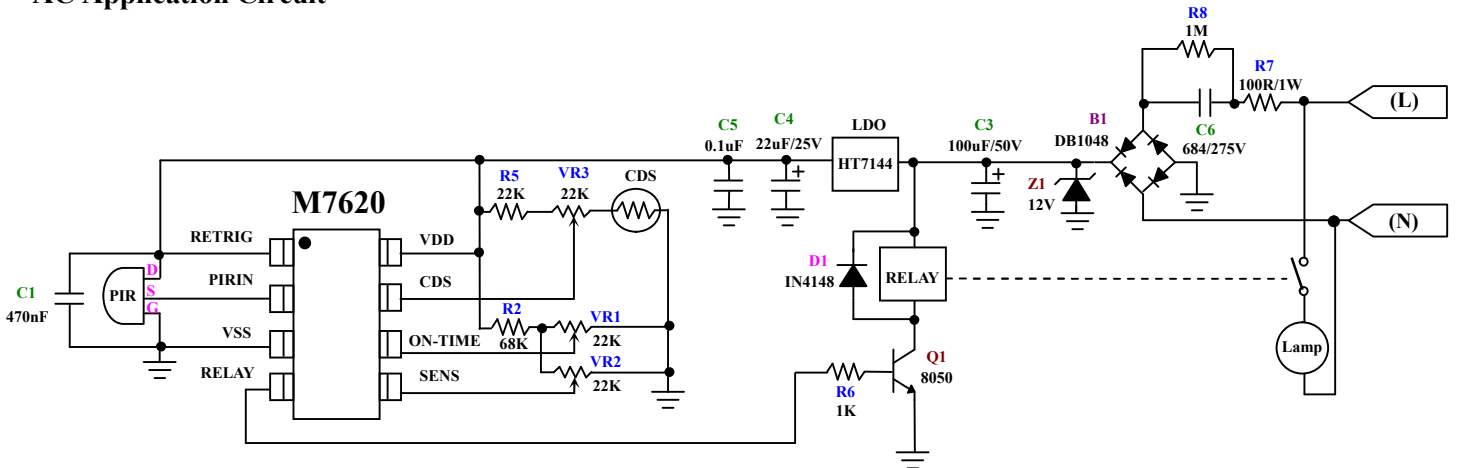 AC Application Circuit
R8
1M
R7
100R/1W
(L)
C6
684/275V
B1
DB1048
C3
100uF/50V
LDO
HT7144
C4
22uF/25V
C5
0.1uF
Z1
12V
(N)
R5
22K
VR3
22K
CDS
M7620
RETRIG
VDD
PIRIN
CDS
VSS
ON-TIME
RELAY
SENS
D
S
G
PIR
C1
470nF
R2
68K
VR1
22K
VR2
22K
D1
IN4148
RELAY
Lamp
R6
1K
Q1
8050